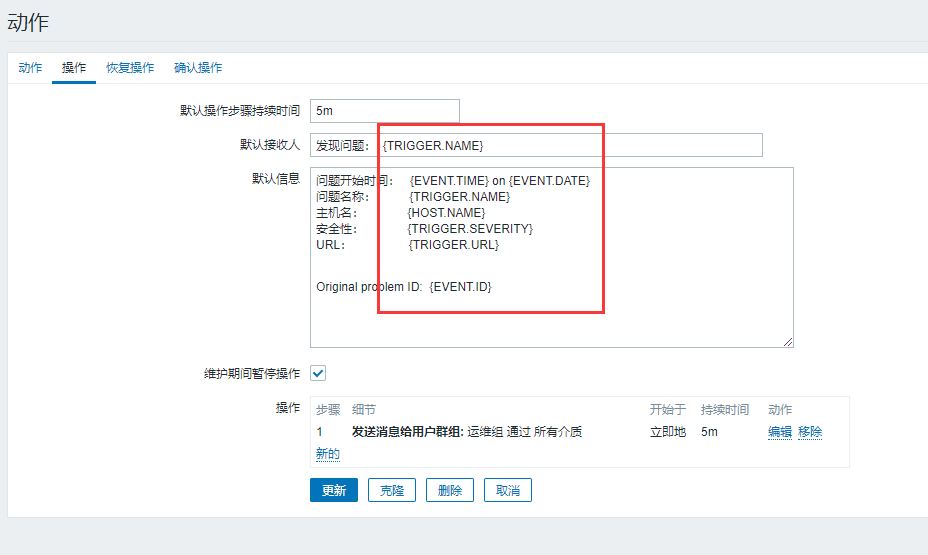 动作
动作 操作 恢复操作 确认操作
默认操作步骤持续时间 5m
默认接收人 发现问题： {TRIGGER.NAME}
默认信息 问题开始时间： {EVENT.TIME} on {EVENT.DATE}
问题名称： {TRIGGER.NAME}
主机名： {HOST.NAME}
安全性： {TRIGGER.SEVERITY}
URL： {TRIGGER.URL}
Original problem ID: {EVENT.ID}
维护期间暂停操作
操作 步骤 细节 开始于 持续时间 动作
1 发送消息给用户群组: 运维组 通过 所有介质 立即地 5m 编辑 移除
新的
更新 克隆 删除 取消